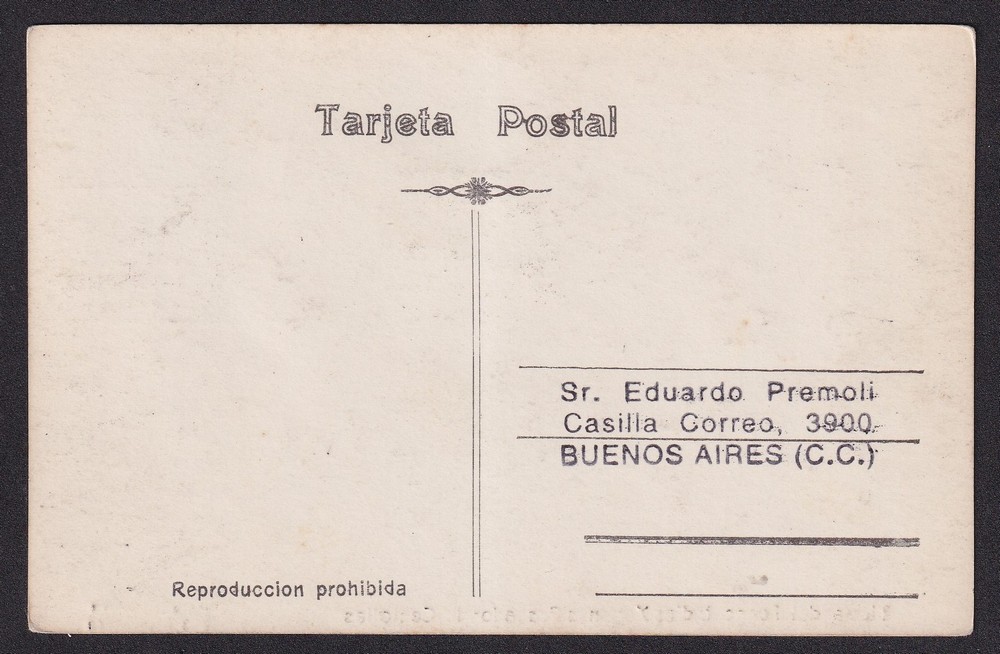 Tarjeta Postal
Sr. Eduardo Premoli
Casilla Correo, 3900
BUENOS AIRES (C.C.)
Reproduccion prohibida